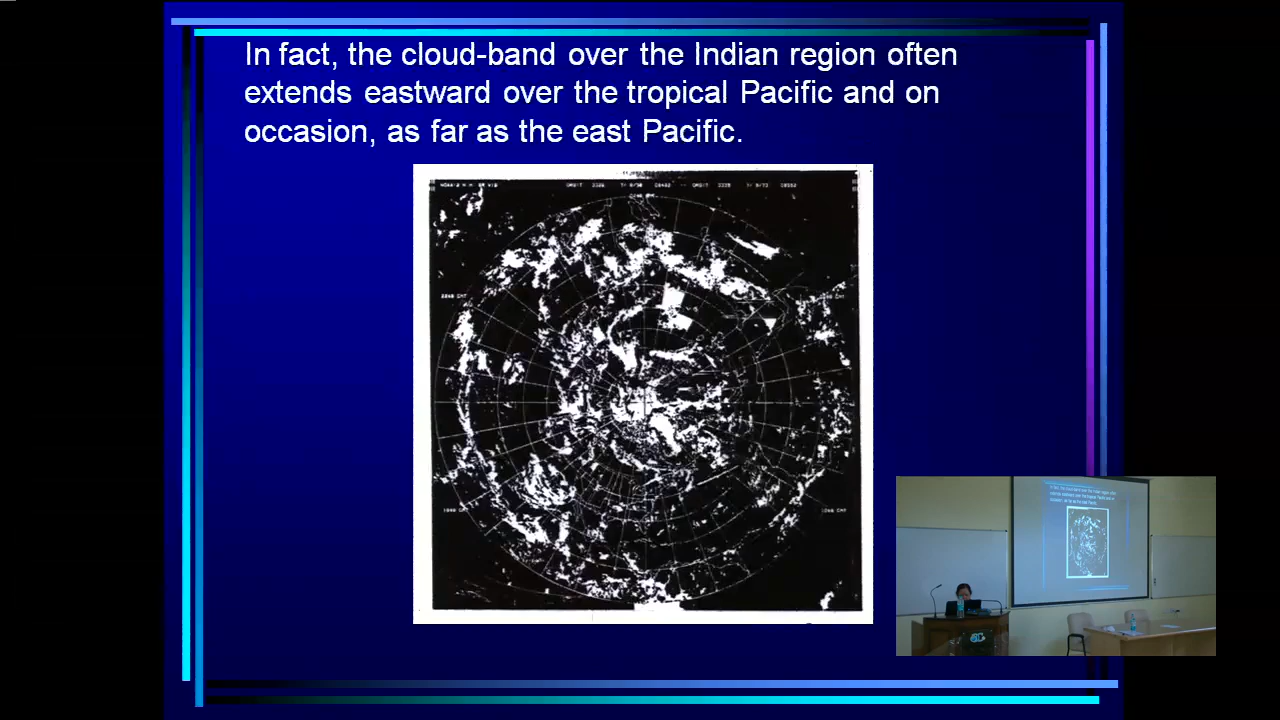 In fact, the cloud-band over the Indian region often
extends eastward over the tropical Pacific and on
occasion, as far as the east Pacific.